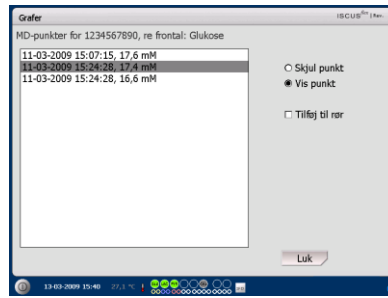 Grafer
ISCUSflex | Rev.
MD-punkter for 1234567890, re frontal: Glukose
11-03-2009 15:07:15, 17,6 mM
11-03-2009 15:24:28, 17,4 mM
11-03-2009 15:24:28, 16,6 mM
Skjul punkt
Vis punkt
Tilføj til rør
Luk
13-03-2009 15:40 27,1 °C